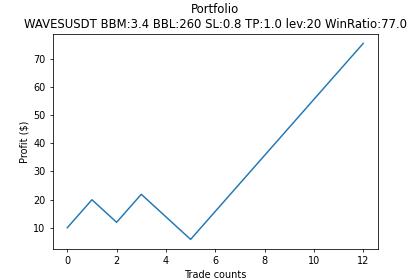 Portfolio
WAVESUSDT BBM:3.4 BBL:260 SL:0.8 TP:1.0 lev:20 WinRatio:77.0
70
60
50
40
30
20
10
Profit ($)
0 2 4 6 8 10 12
Trade counts